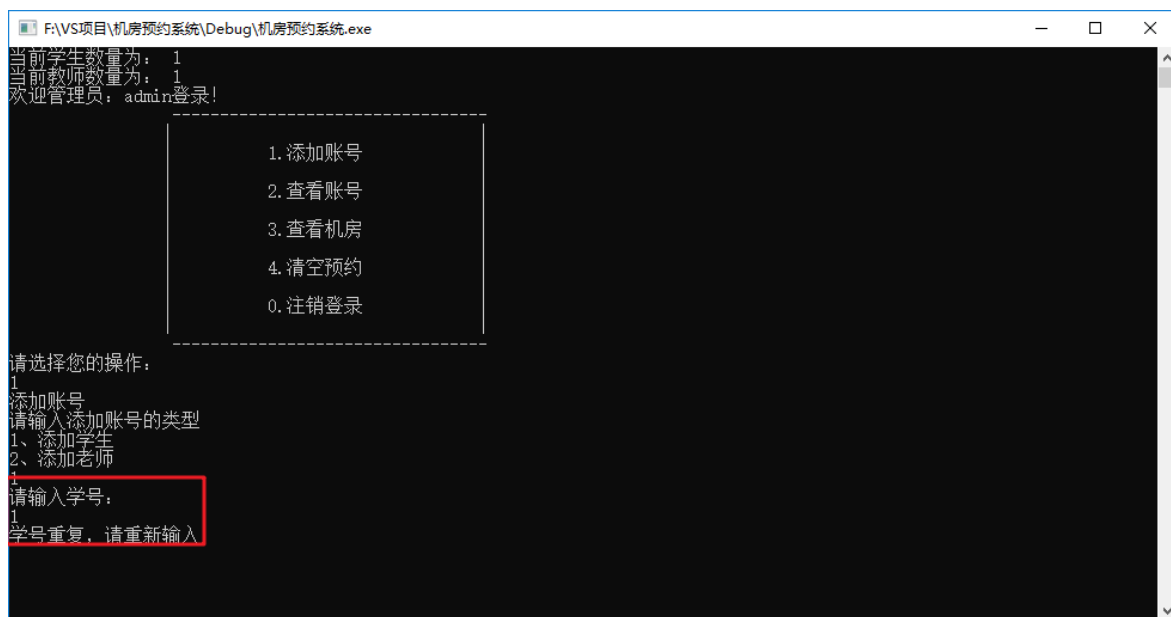 F:\VS项目\机房预约系统\Debug\机房预约系统.exe
当前学生数量为： 1
当前教师数量为： 1
欢迎管理员：admin登录！
---------------------------------
1.添加账号
2.查看账号
3.查看机房
4.清空预约
0.注销登录
---------------------------------
请选择您的操作：
1
添加账号
请输入添加账号的类型
1、添加学生
2、添加老师
1
请输入学号：
1
学号重复，请重新输入